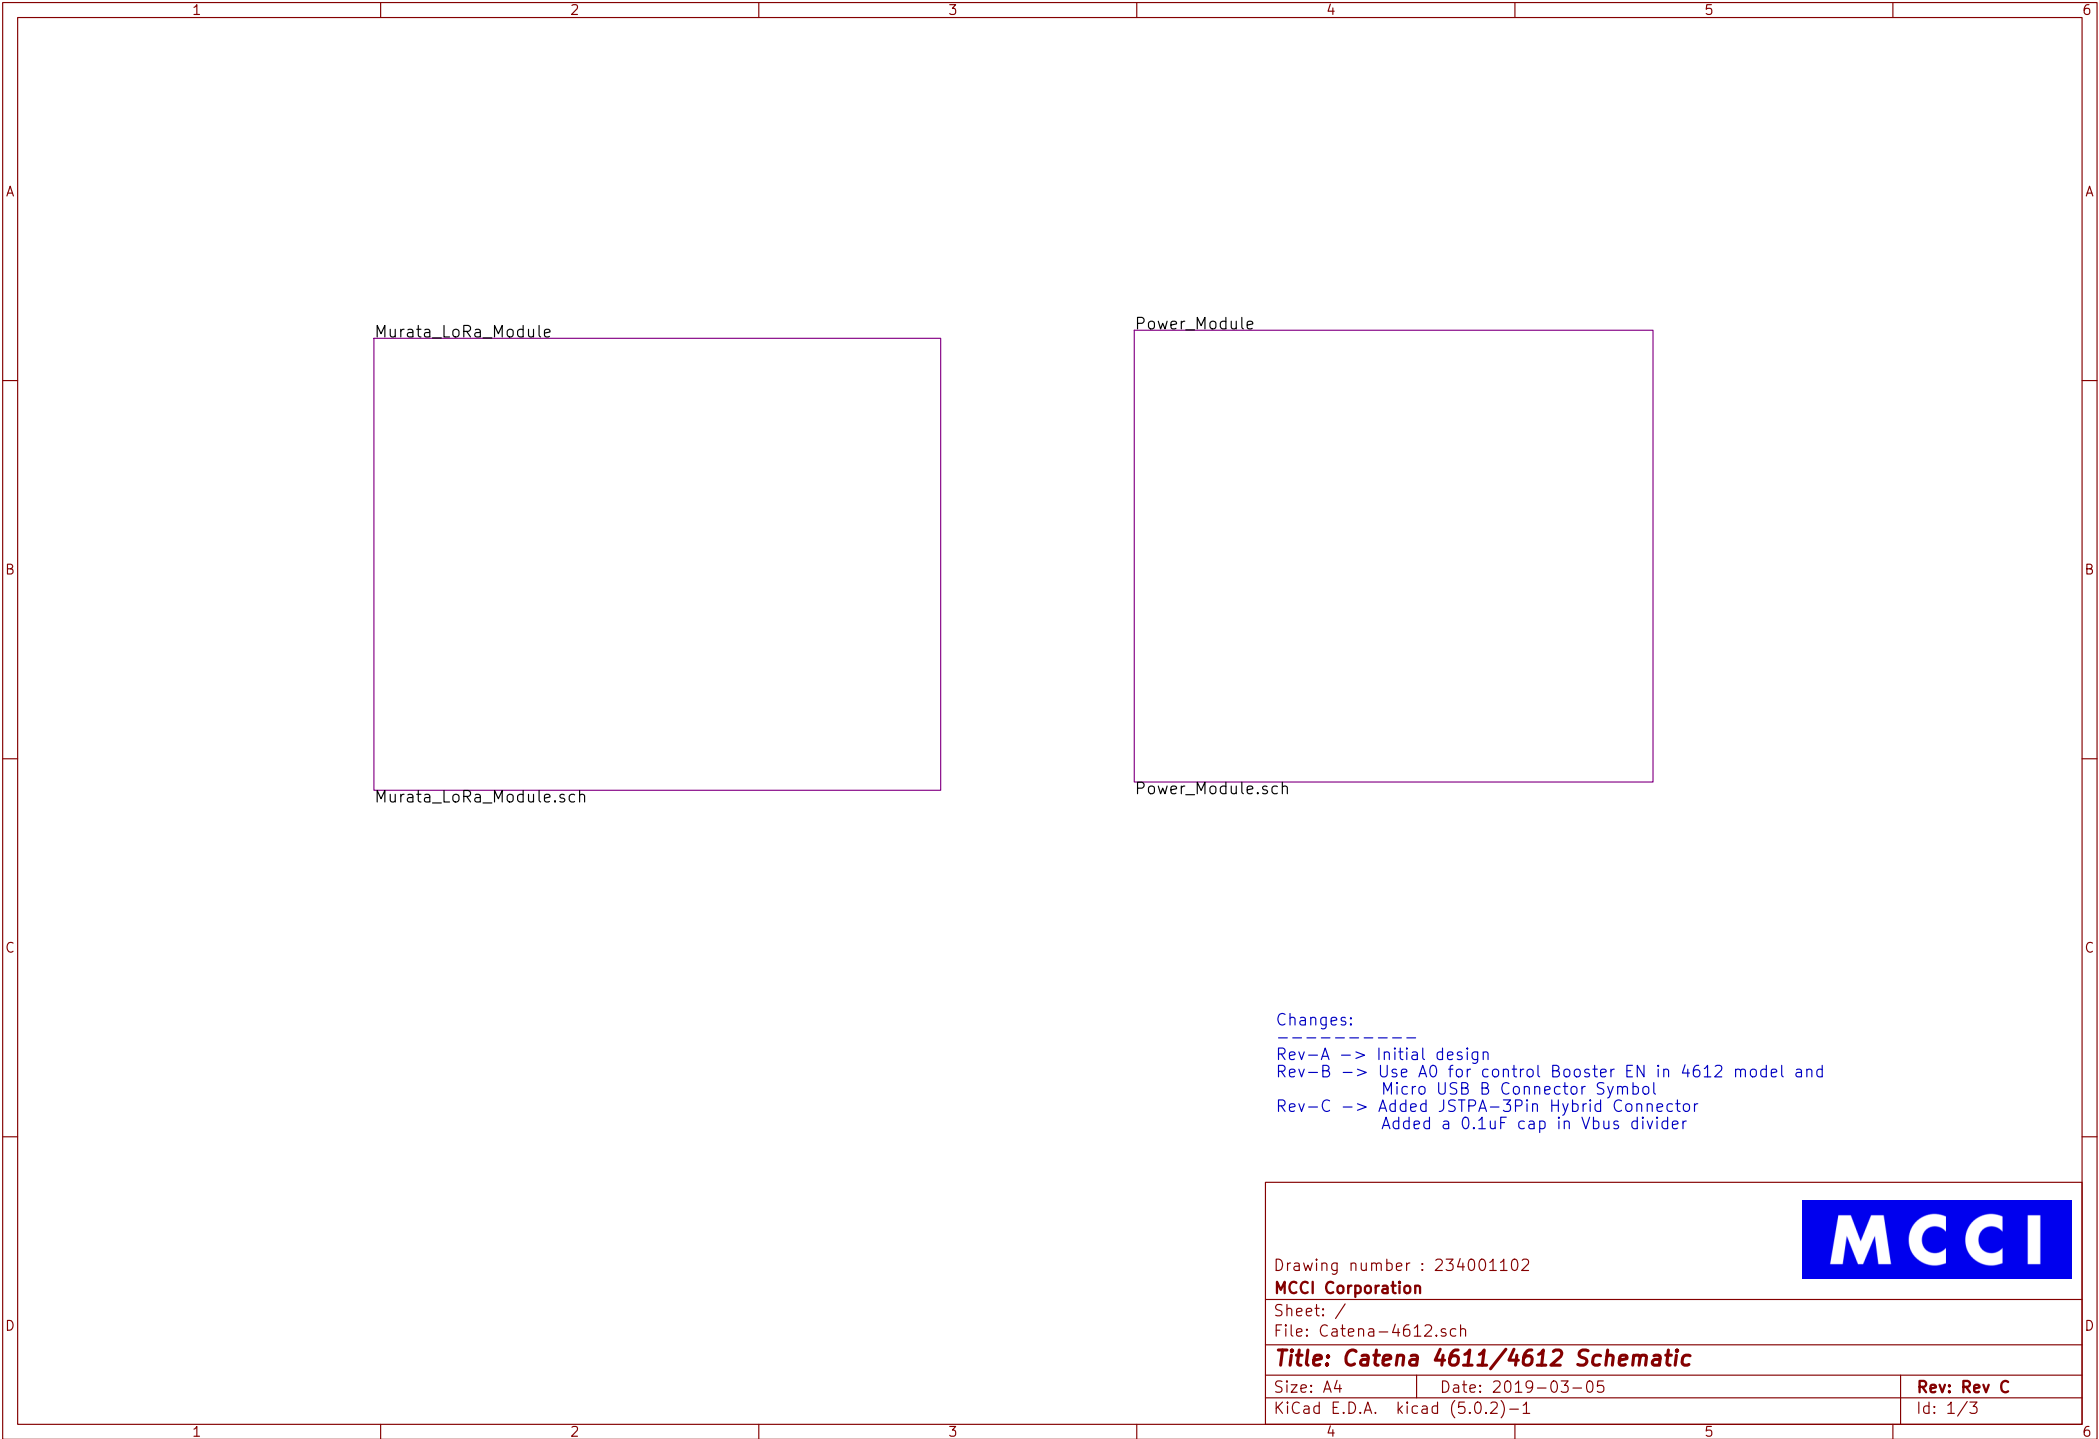 1 2 3 4 5 6
A A
Murata_LoRa_Module Power_Module
B B
Murata_LoRa_Module.sch Power_Module.sch
C C
Changes:
----------
Rev-A -> Initial design
Rev-B -> Use A0 for control Booster EN in 4612 model and
Micro USB B Connector Symbol
Rev-C -> Added JSTPA-3Pin Hybrid Connector
Added a 0.1uF cap in Vbus divider
MCCI
Drawing number : 234001102
MCCI Corporation
Sheet: /
File: Catena-4612.sch
D D
Title: Catena 4611/4612 Schematic
Size: A4 Date: 2019-03-05 Rev: Rev C
KiCad E.D.A. kicad (5.0.2)-1 Id: 1/3
1 2 3 4 5 6